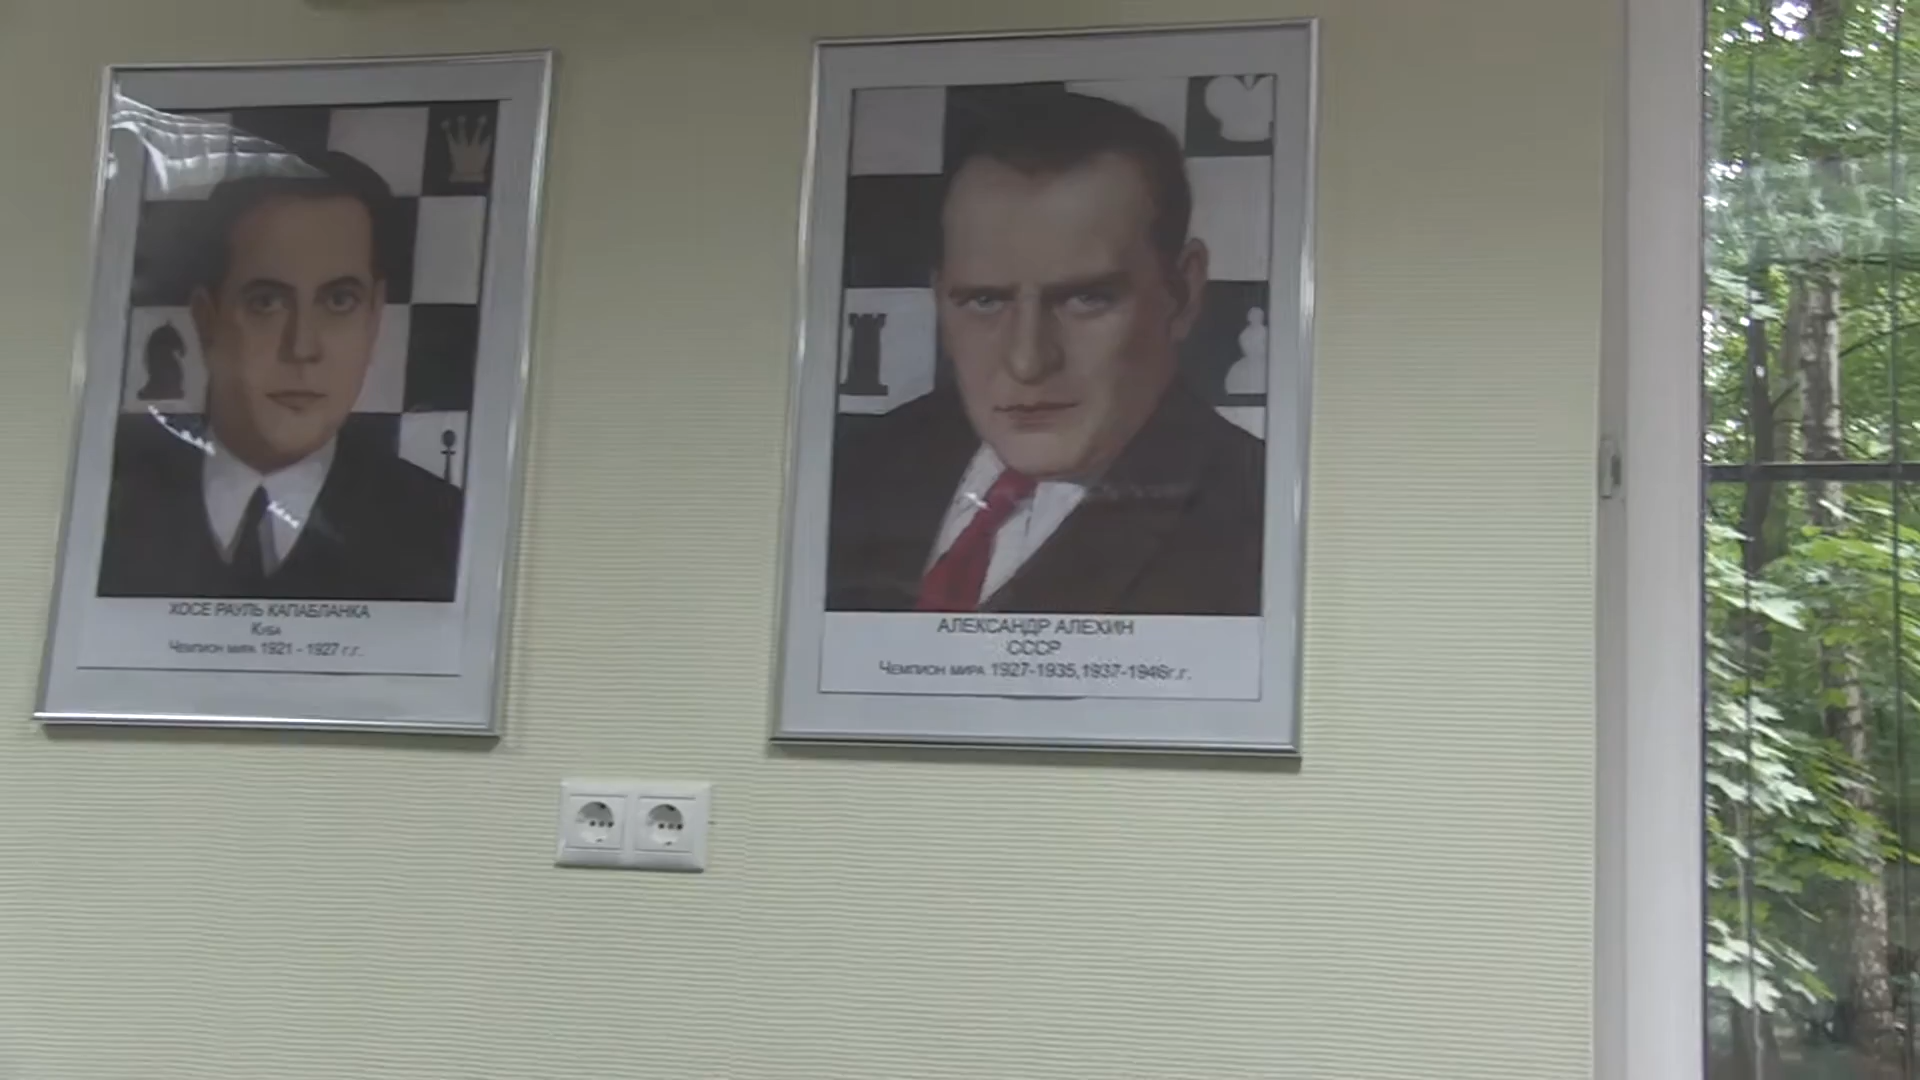 ХОСЕ РАУЛЬ КАПАБЛАНКА
КУБА
ЧЕМПИОН МИРА 1921 - 1927 г.г.
АЛЕКСАНДР АЛЕХИН
СССР
ЧЕМПИОН МИРА 1927-1935,1937-1946г.г.